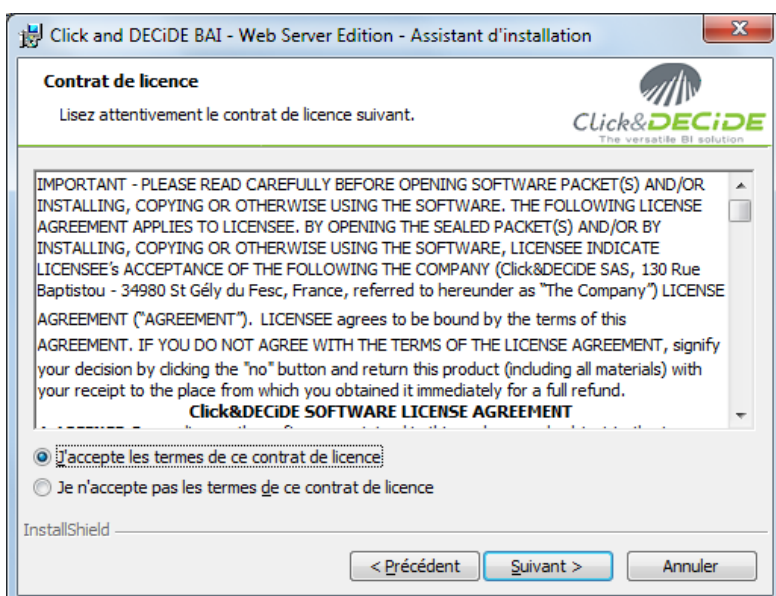 Click and DECiDE BAI - Web Server Edition - Assistant d'installation
Contrat de licence
Lisez attentivement le contrat de licence suivant.
Click&DECiDE
The versatile BI solution
IMPORTANT - PLEASE READ CAREFULLY BEFORE OPENING SOFTWARE PACKET(S) AND/OR
INSTALLING, COPYING OR OTHERWISE USING THE SOFTWARE. THE FOLLOWING LICENSE
AGREEMENT APPLIES TO LICENSEE. BY OPENING THE SEALED PACKET(S) AND/OR BY
INSTALLING, COPYING OR OTHERWISE USING THE SOFTWARE, LICENSEE INDICATE
LICENSEE's ACCEPTANCE OF THE FOLLOWING THE COMPANY (Click&DECiDE SAS, 130 Rue
Baptistou - 34980 St Gély du Fesc, France, referred to hereunder as "The Company") LICENSE
AGREEMENT ("AGREEMENT"). LICENSEE agrees to be bound by the terms of this
AGREEMENT. IF YOU DO NOT AGREE WITH THE TERMS OF THE LICENSE AGREEMENT, signify
your decision by clicking the "no" button and return this product (including all materials) with
your receipt to the place from which you obtained it immediately for a full refund.
Click&DECiDE SOFTWARE LICENSE AGREEMENT
J'accepte les termes de ce contrat de licence
Je n'accepte pas les termes de ce contrat de licence
InstallShield
< Précédent
Suivant >
Annuler